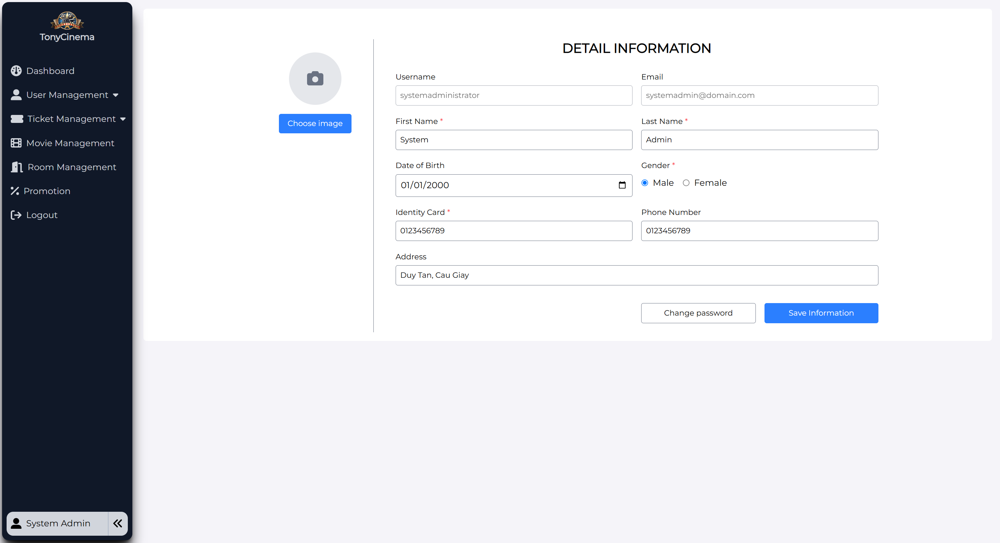 TonyCinema
Dashboard
User Management
Ticket Management
Movie Management
Room Management
Promotion
Logout
System Admin
Choose image
DETAIL INFORMATION
Username
systemadministrator
Email
systemadmin@domain.com
First Name *
System
Last Name *
Admin
Date of Birth
01/01/2000
Gender *
Male Female
Identity Card *
0123456789
Phone Number
0123456789
Address
Duy Tan, Cau Giay
Change password
Save Information